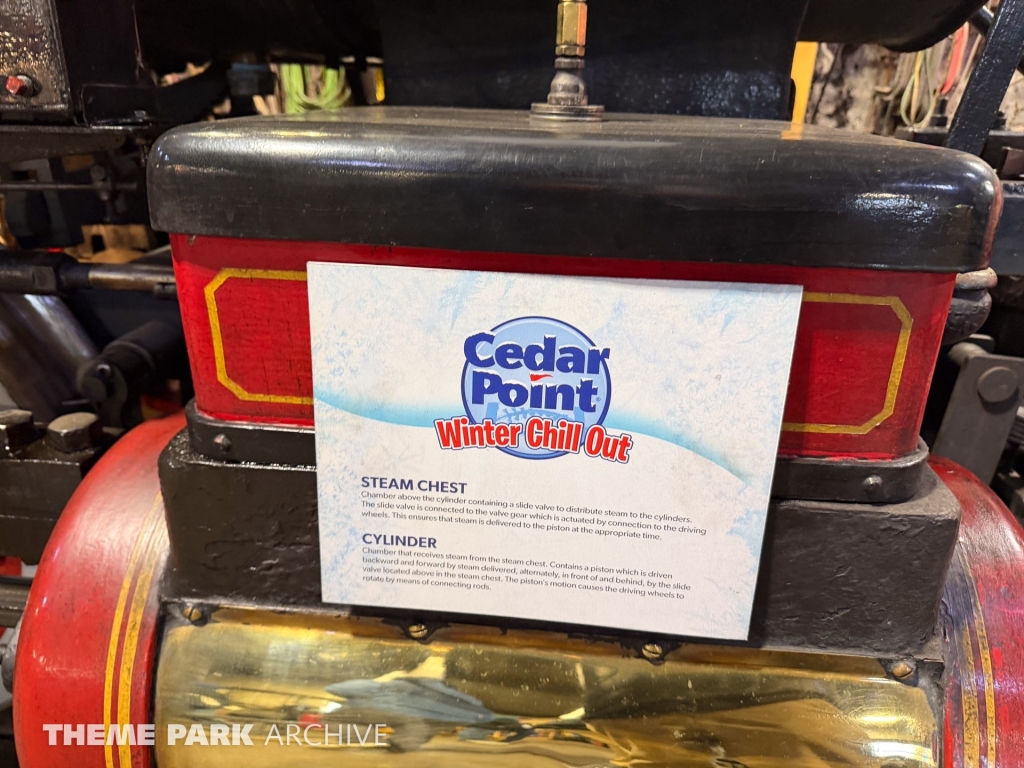 Cedar
Point
Winter Chill Out
STEAM CHEST
Chamber above the cylinder containing a slide valve to distribute steam to the cylinders.
The slide valve is connected to the valve gear which is actuated by connection to the driving
wheels. This ensures that steam is delivered to the piston at the appropriate time.
CYLINDER
Chamber that receives steam from the steam chest. Contains a piston which is driven
backward and forward by steam delivered, alternately, in front of and behind, by the slide
valve located above in the steam chest. The piston's motion causes the driving wheels to
rotate by means of connecting rods.
THEME PARK ARCHIVE